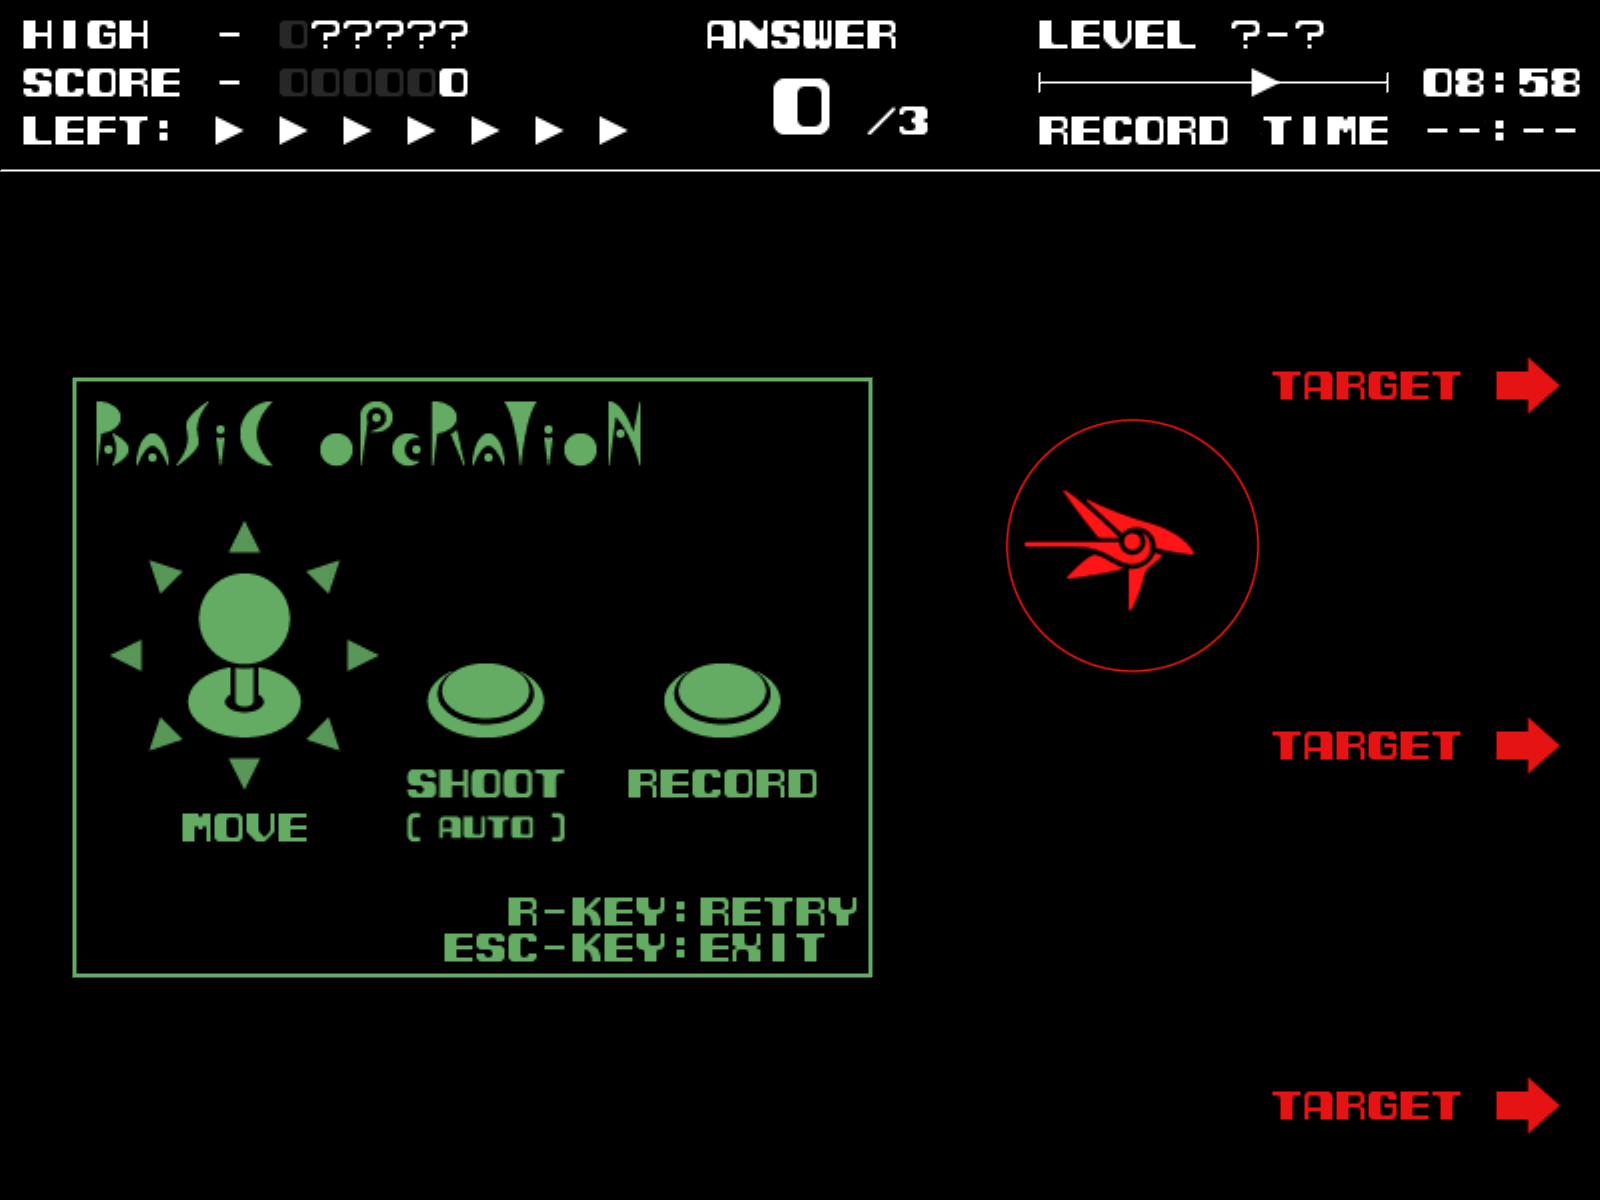 HIGH - 0?????
SCORE - 000000
LEFT:
ANSWER
0 /3
LEVEL ?-?
08:58
RECORD TIME --:--
BASiC OPERATiON
MOVE
SHOOT
( AUTO )
RECORD
R-KEY:RETRY
ESC-KEY:EXIT
TARGET
TARGET
TARGET